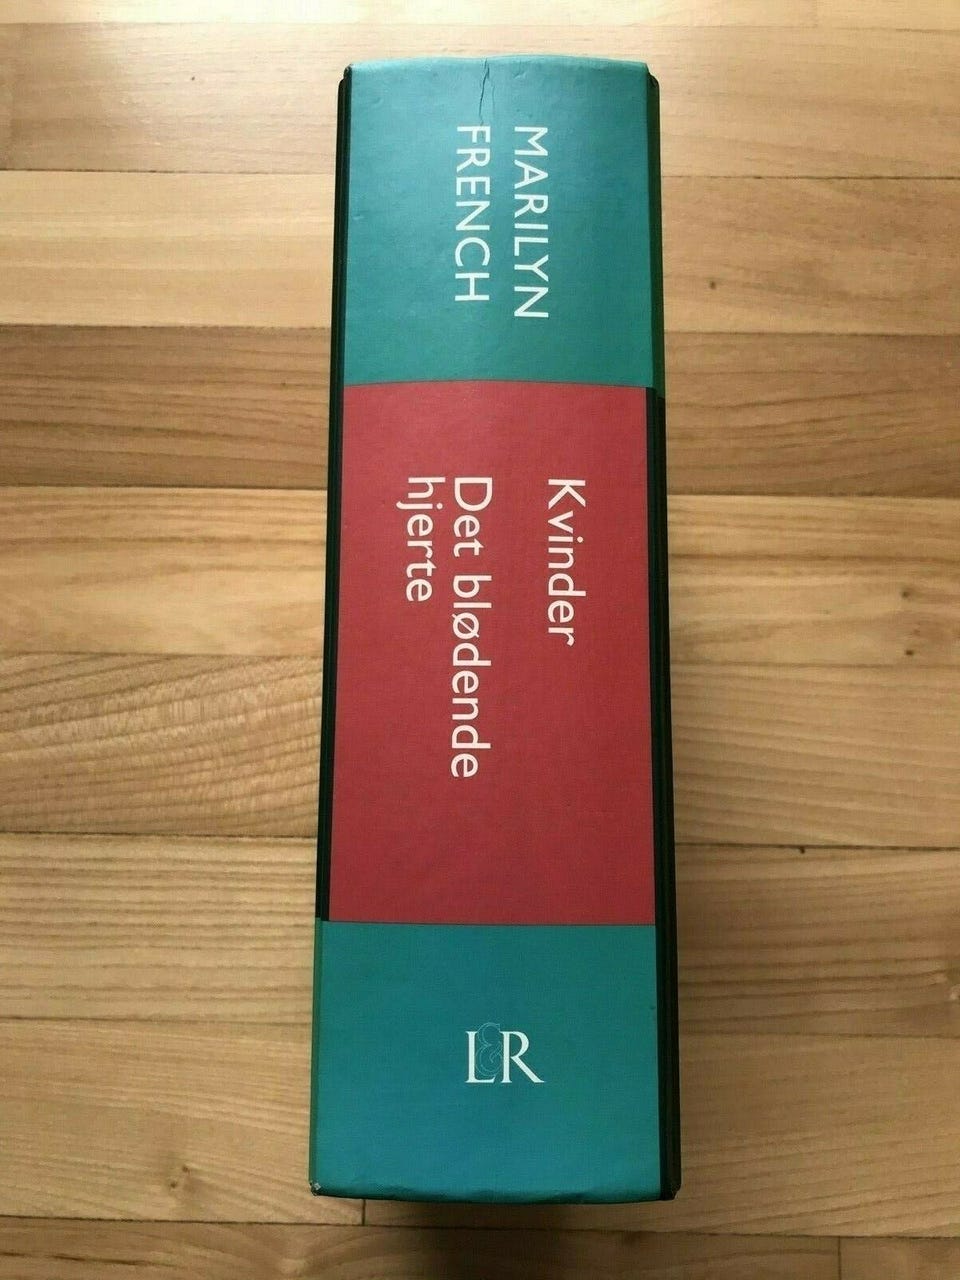 MARILYN
FRENCH
Kvinder
Det blødende
hjerte
L&R